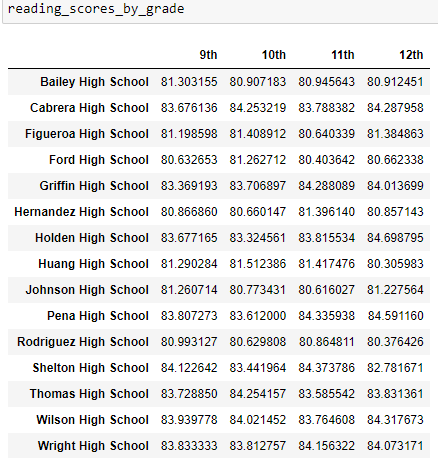 reading_scores_by_grade
9th 10th 11th 12th
Bailey High School 81.303155 80.907183 80.945643 80.912451
Cabrera High School 83.676136 84.253219 83.788382 84.287958
Figueroa High School 81.198598 81.408912 80.640339 81.384863
Ford High School 80.632653 81.262712 80.403642 80.662338
Griffin High School 83.369193 83.706897 84.288089 84.013699
Hernandez High School 80.866860 80.660147 81.396140 80.857143
Holden High School 83.677165 83.324561 83.815534 84.698795
Huang High School 81.290284 81.512386 81.417476 80.305983
Johnson High School 81.260714 80.773431 80.616027 81.227564
Pena High School 83.807273 83.612000 84.335938 84.591160
Rodriguez High School 80.993127 80.629808 80.864811 80.376426
Shelton High School 84.122642 83.441964 84.373786 82.781671
Thomas High School 83.728850 84.254157 83.585542 83.831361
Wilson High School 83.939778 84.021452 83.764608 84.317673
Wright High School 83.833333 83.812757 84.156322 84.073171